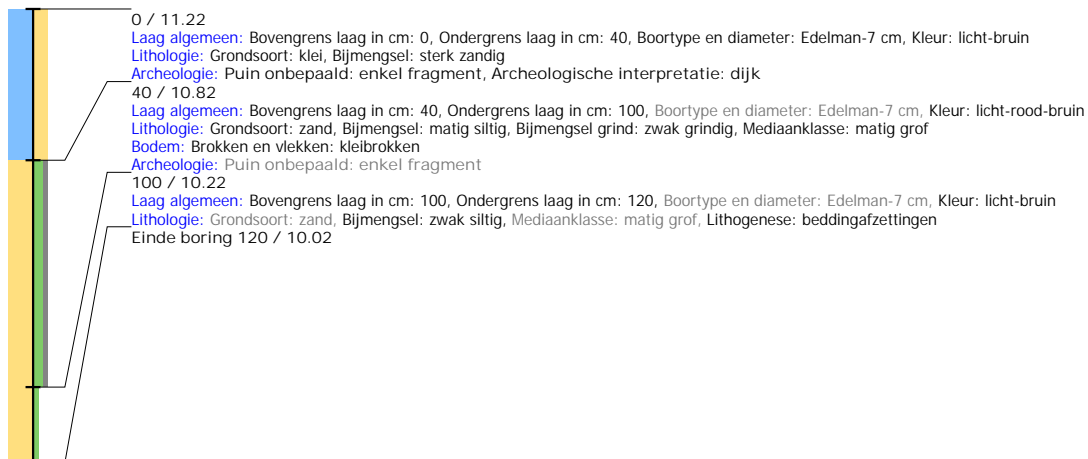 0 / 11.22
Laag algemeen: Bovengrens laag in cm: 0, Ondergrens laag in cm: 40, Boortype en diameter: Edelman-7 cm, Kleur: licht-bruin
Lithologie: Grondsoort: klei, Bijmengsel: sterk zandig
Archeologie: Puin onbepaald: enkel fragment, Archeologische interpretatie: dijk
40 / 10.82
Laag algemeen: Bovengrens laag in cm: 40, Ondergrens laag in cm: 100, Boortype en diameter: Edelman-7 cm, Kleur: licht-rood-bruin
Lithologie: Grondsoort: zand, Bijmengsel: matig siltig, Bijmengsel grind: zwak grindig, Mediaanklasse: matig grof
Bodem: Brokken en vlekken: kleibrokken
Archeologie: Puin onbepaald: enkel fragment
100 / 10.22
Laag algemeen: Bovengrens laag in cm: 100, Ondergrens laag in cm: 120, Boortype en diameter: Edelman-7 cm, Kleur: licht-bruin
Lithologie: Grondsoort: zand, Bijmengsel: zwak siltig, Mediaanklasse: matig grof, Lithogenese: beddingafzettingen
Einde boring 120 / 10.02